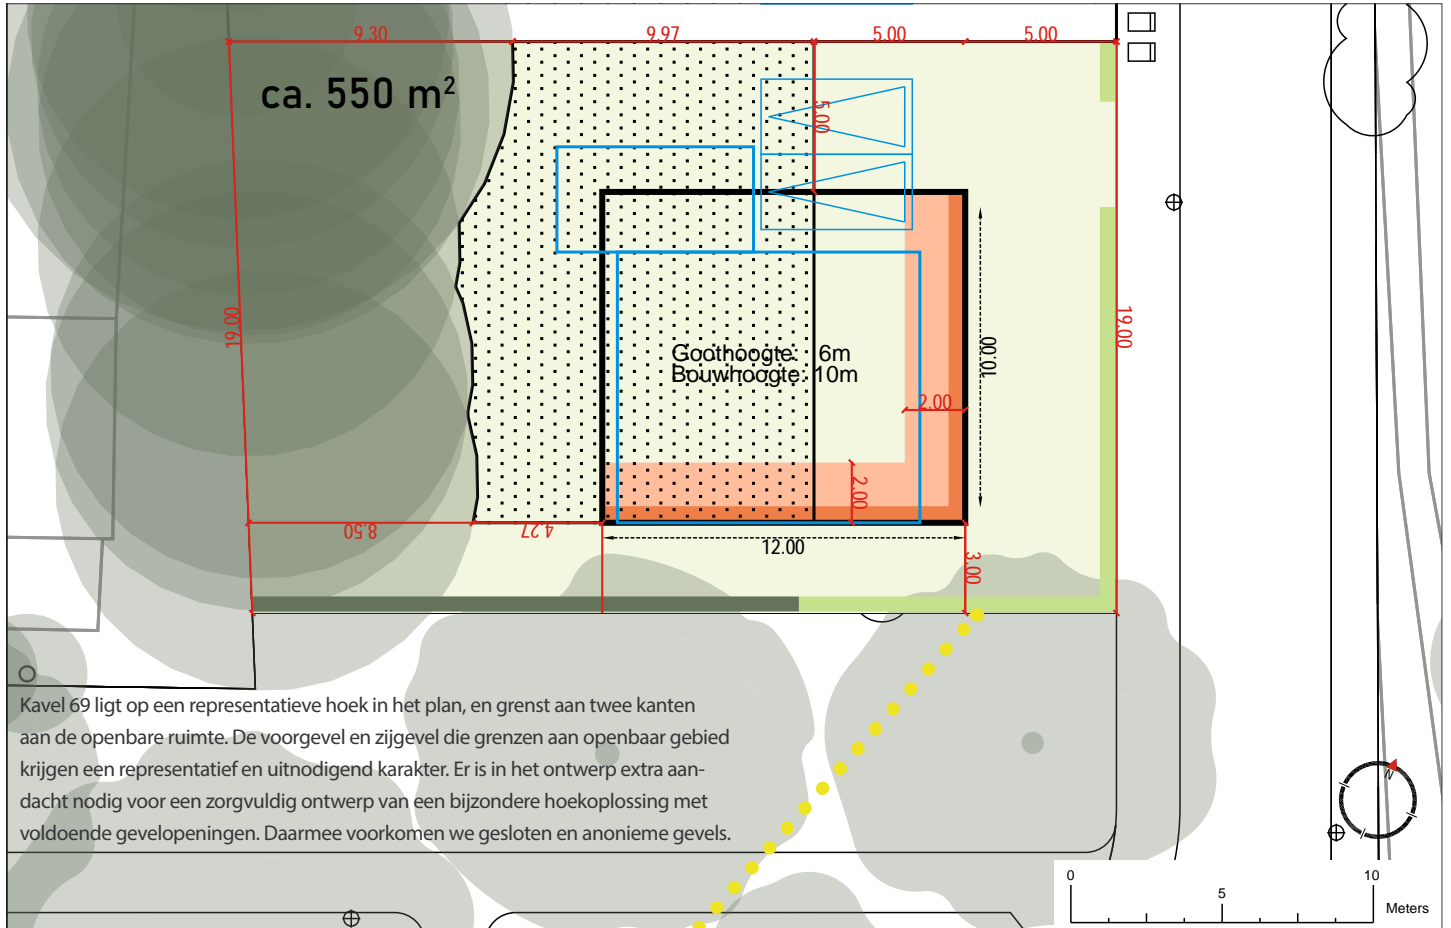 9.30
9.97
5.00
5.00
ca. 550 m²
5.00
19.00
19.00
Goothoogte: 6m
Bouwhoogte: 10m
10.00
2.00
2.00
8.50
4.27
12.00
3.00
Kavel 69 ligt op een representatieve hoek in het plan, en grenst aan twee kanten
aan de openbare ruimte. De voorgevel en zijgevel die grenzen aan openbaar gebied
krijgen een representatief en uitnodigend karakter. Er is in het ontwerp extra aan-
dacht nodig voor een zorgvuldig ontwerp van een bijzondere hoekoplossing met
voldoende gevelopeningen. Daarmee voorkomen we gesloten en anonieme gevels.
N
0
5
10
Meters